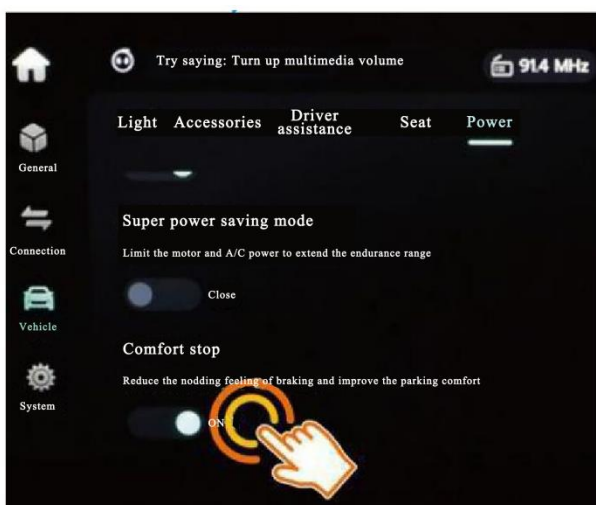 Try saying: Turn up multimedia volume
91.4 MHz
Light Accessories Driver assistance Seat Power
General
Super power saving mode
Connection
Limit the motor and A/C power to extend the endurance range
Close
Vehicle
Comfort stop
Reduce the nodding feeling of braking and improve the parking comfort
System
ON